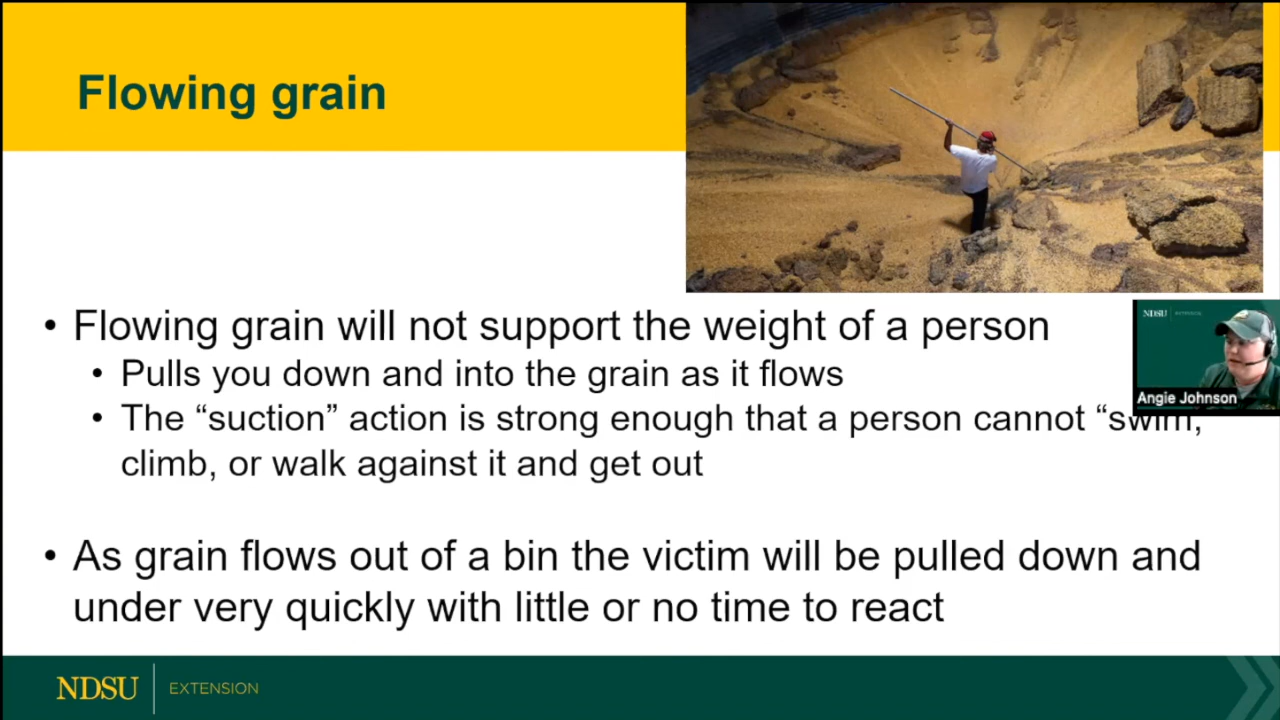 Flowing grain
• Flowing grain will not support the weight of a person
• Pulls you down and into the grain as it flows
• The “suction” action is strong enough that a person cannot “swim,
climb, or walk against it and get out
• As grain flows out of a bin the victim will be pulled down and
under very quickly with little or no time to react
NDSU EXTENSION
Angie Johnson
NDSU EXTENSION